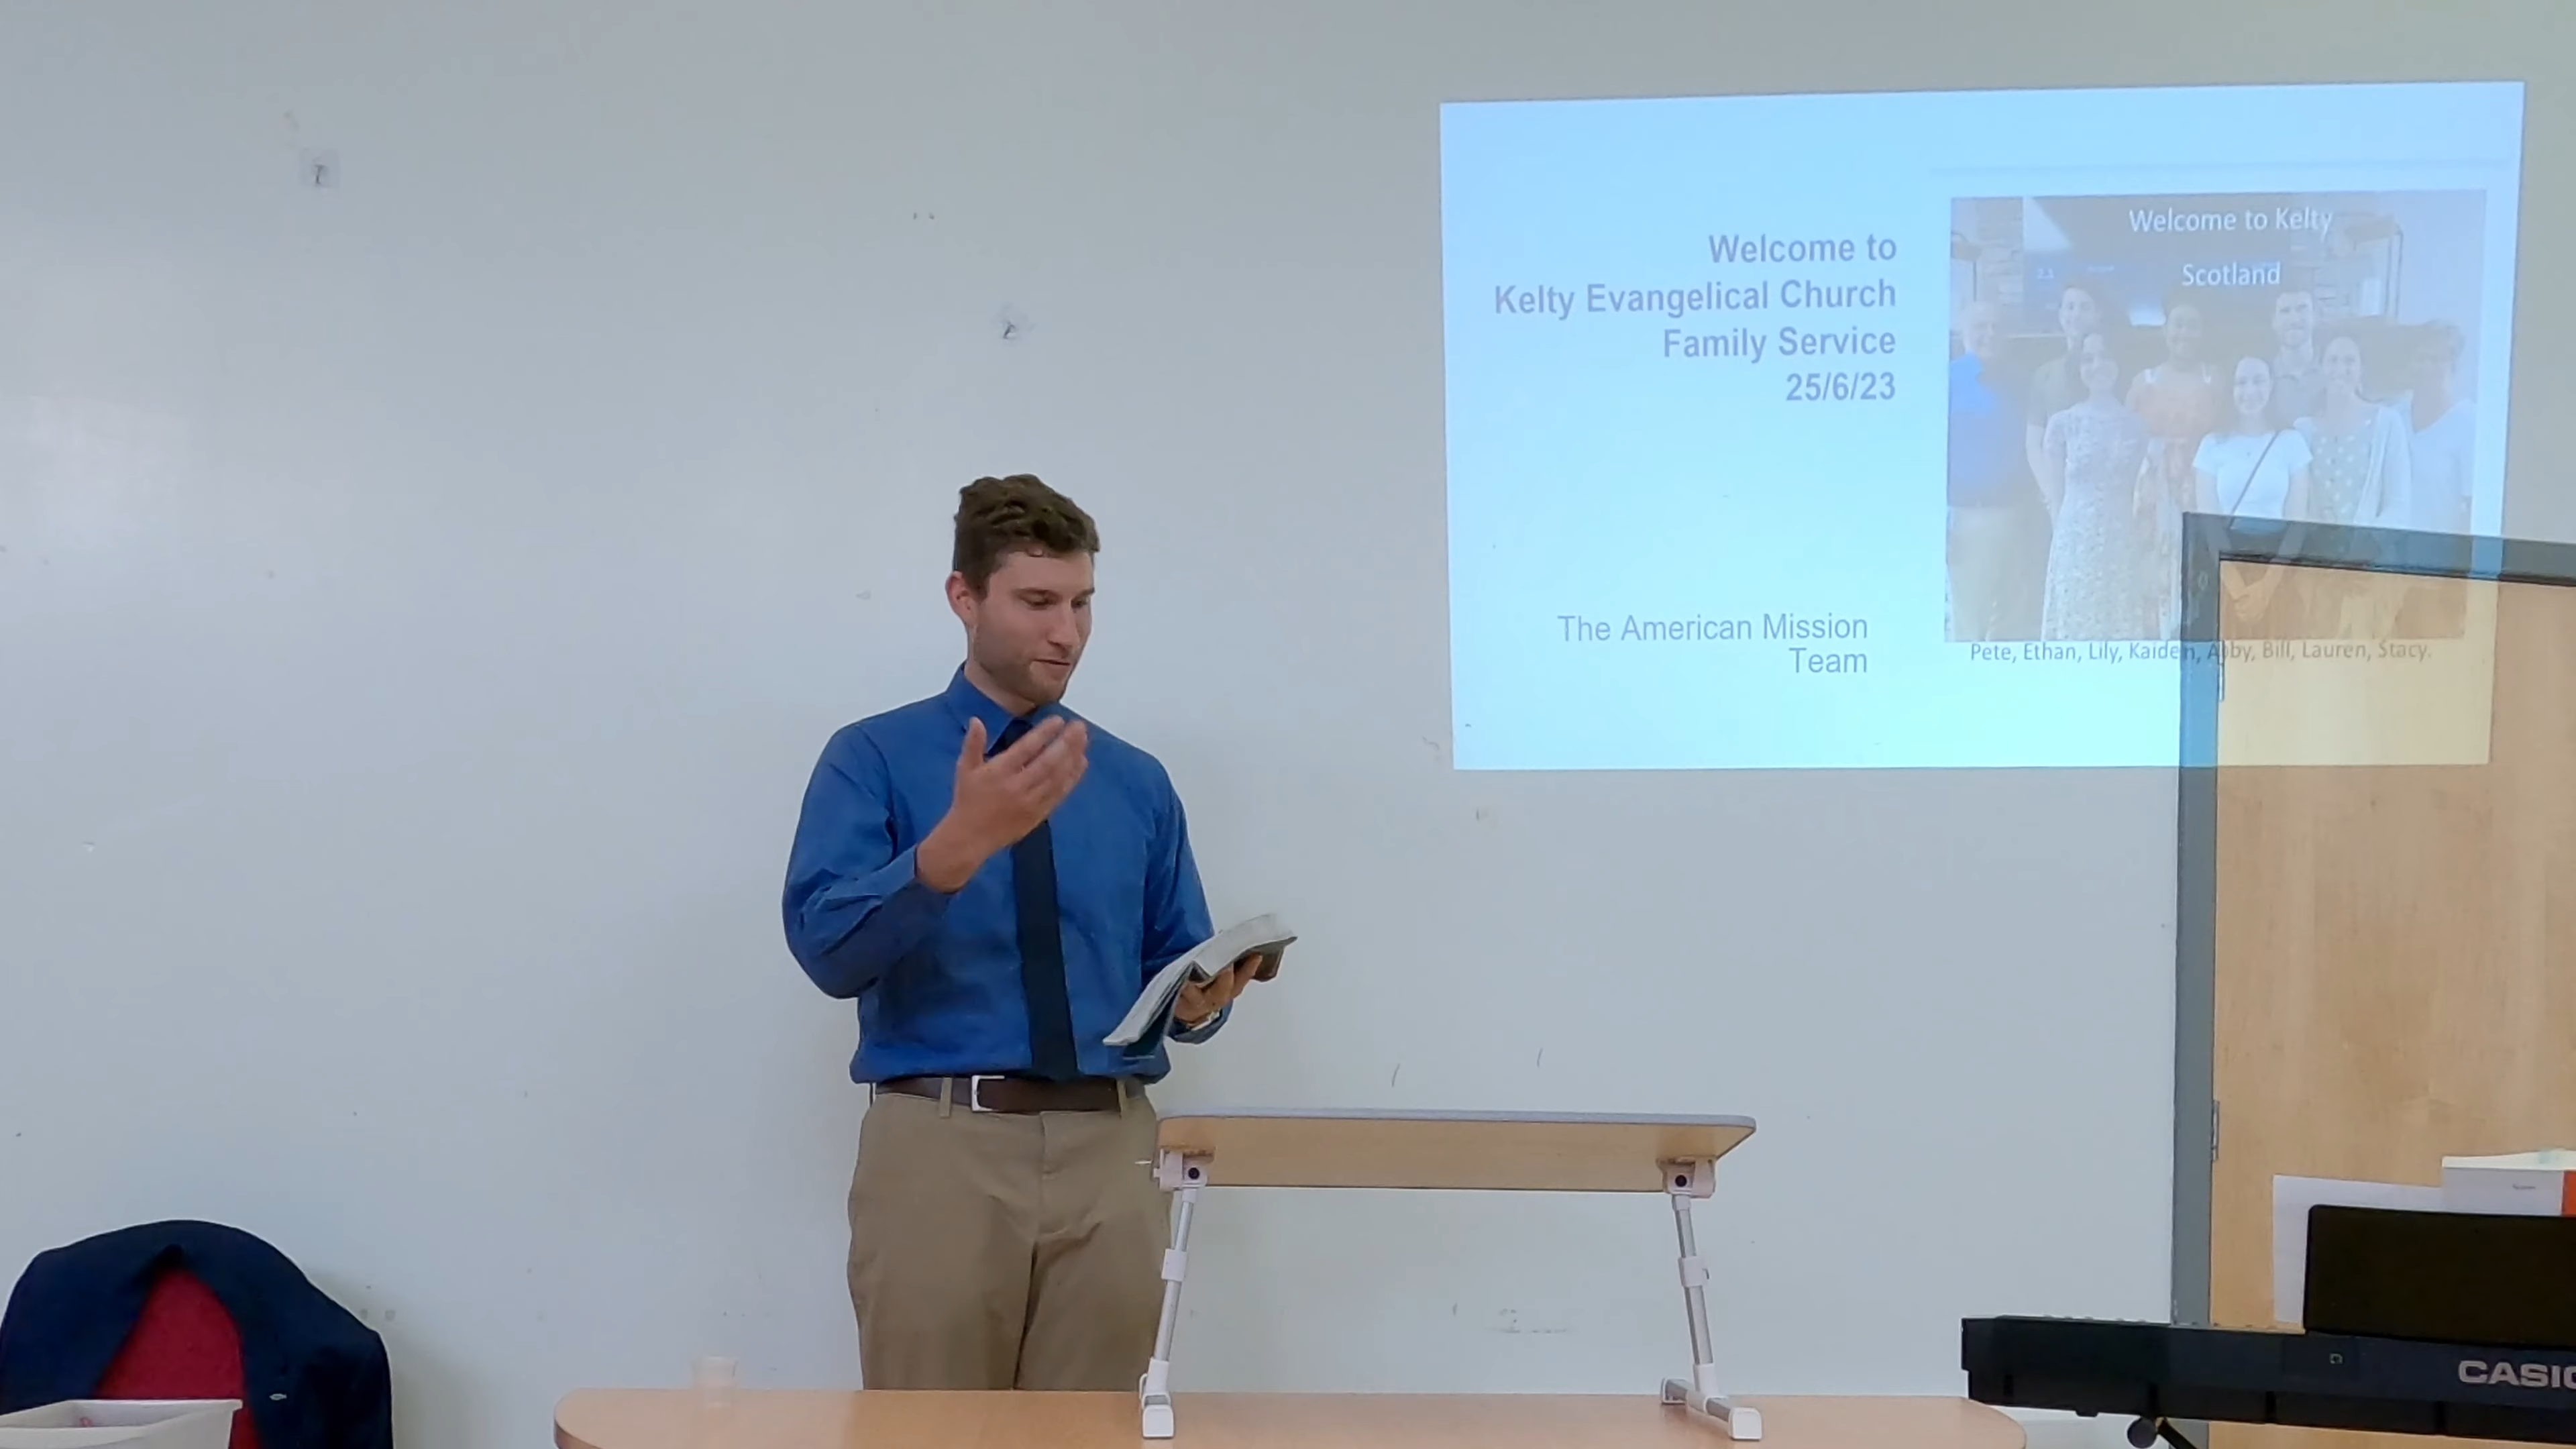 Welcome to
Kelty Evangelical Church
Family Service
25/6/23
The American Mission
Team
Welcome to Kelty
Scotland
Pete, Ethan, Lily, Kaiden, Abby, Bill, Lauren, Stacy.
CASIO